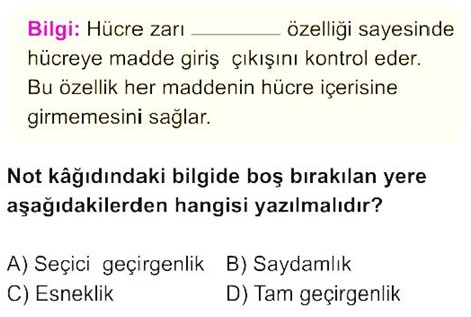 Bilgi: Hücre zarı __________ özelliği sayesinde
hücreye madde giriş çıkışını kontrol eder.
Bu özellik her maddenin hücre içerisine
girmemesini sağlar.
Not kâğıdındaki bilgide boş bırakılan yere
aşağıdakilerden hangisi yazılmalıdır?
A) Seçici geçirgenlik B) Saydamlık
C) Esneklik D) Tam geçirgenlik